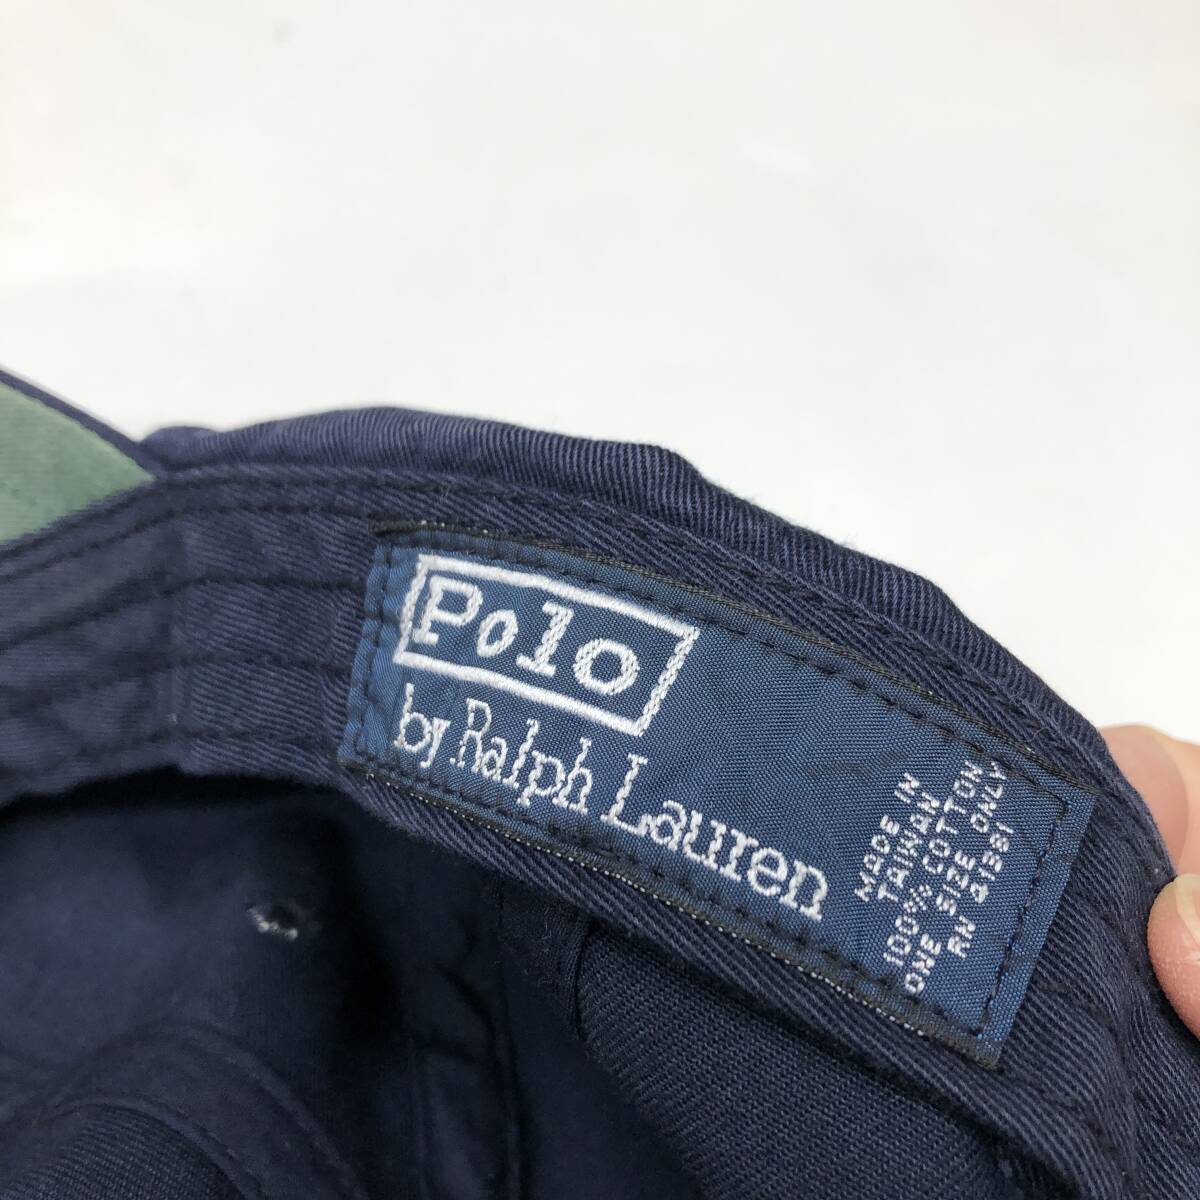 Polo
by Ralph Lauren
MADE IN
TAIWAN
100% COTTON
ONE SIZE ONLY
RN 41381